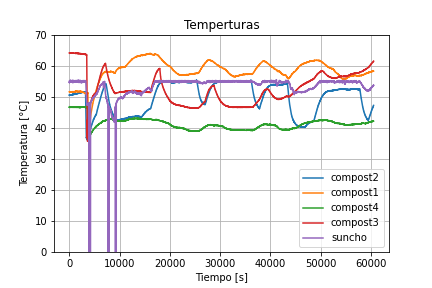 Temperturas
Temperatura [°C]
70
60
50
40
30
20
10
0
0 10000 20000 30000 40000 50000 60000
Tiempo [s]
compost2
compost1
compost4
compost3
suncho